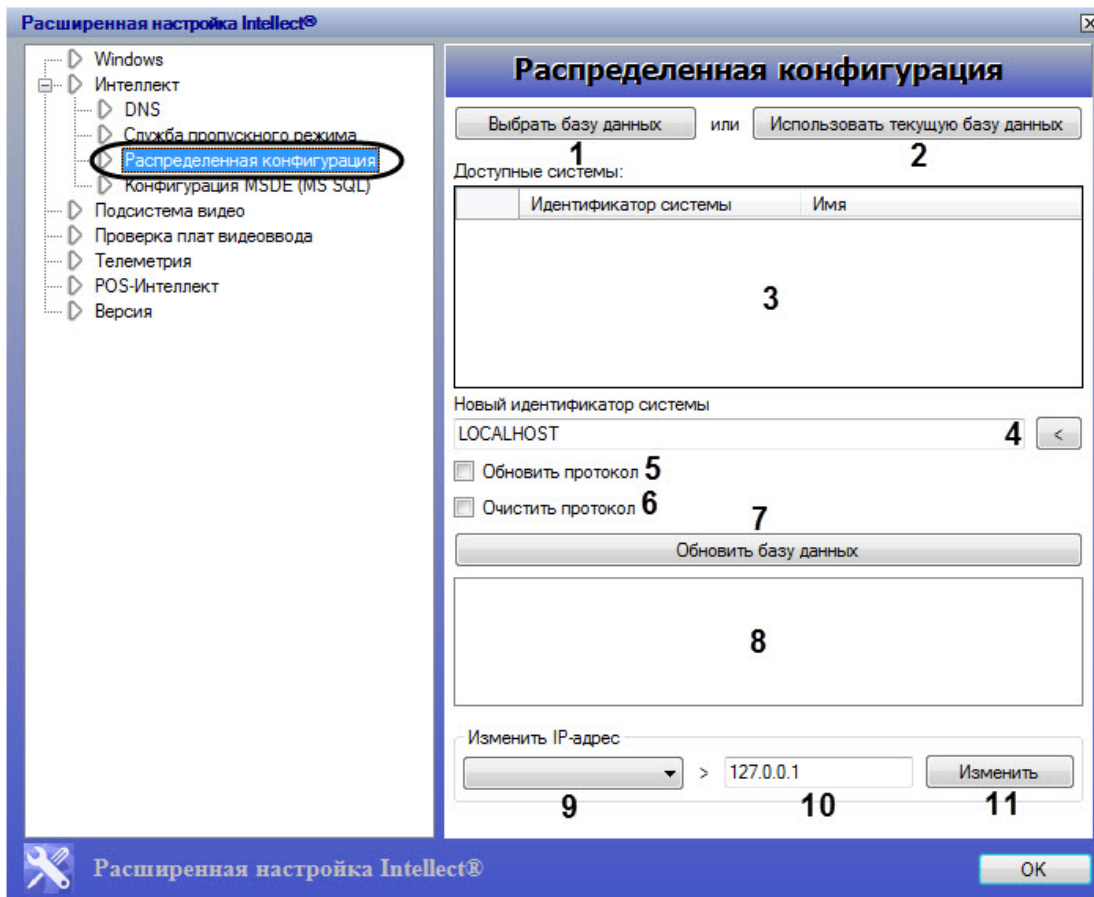 Расширенная настройка Intellect®
Windows
Интеллект
DNS
Служба пропускного режима
Распределенная конфигурация
Конфигурация MSDE (MS SQL)
Подсистема видео
Проверка плат видеоввода
Телеметрия
POS-Интеллект
Версия
Распределенная конфигурация
Выбрать базу данных или Использовать текущую базу данных
1 2
Доступные системы:
Идентификатор системы Имя
3
Новый идентификатор системы
LOCALHOST 4 <
Обновить протокол 5
Очистить протокол 6
7
Обновить базу данных
8
Изменить IP-адрес
> 127.0.0.1 Изменить
9 10 11
Расширенная настройка Intellect® OK